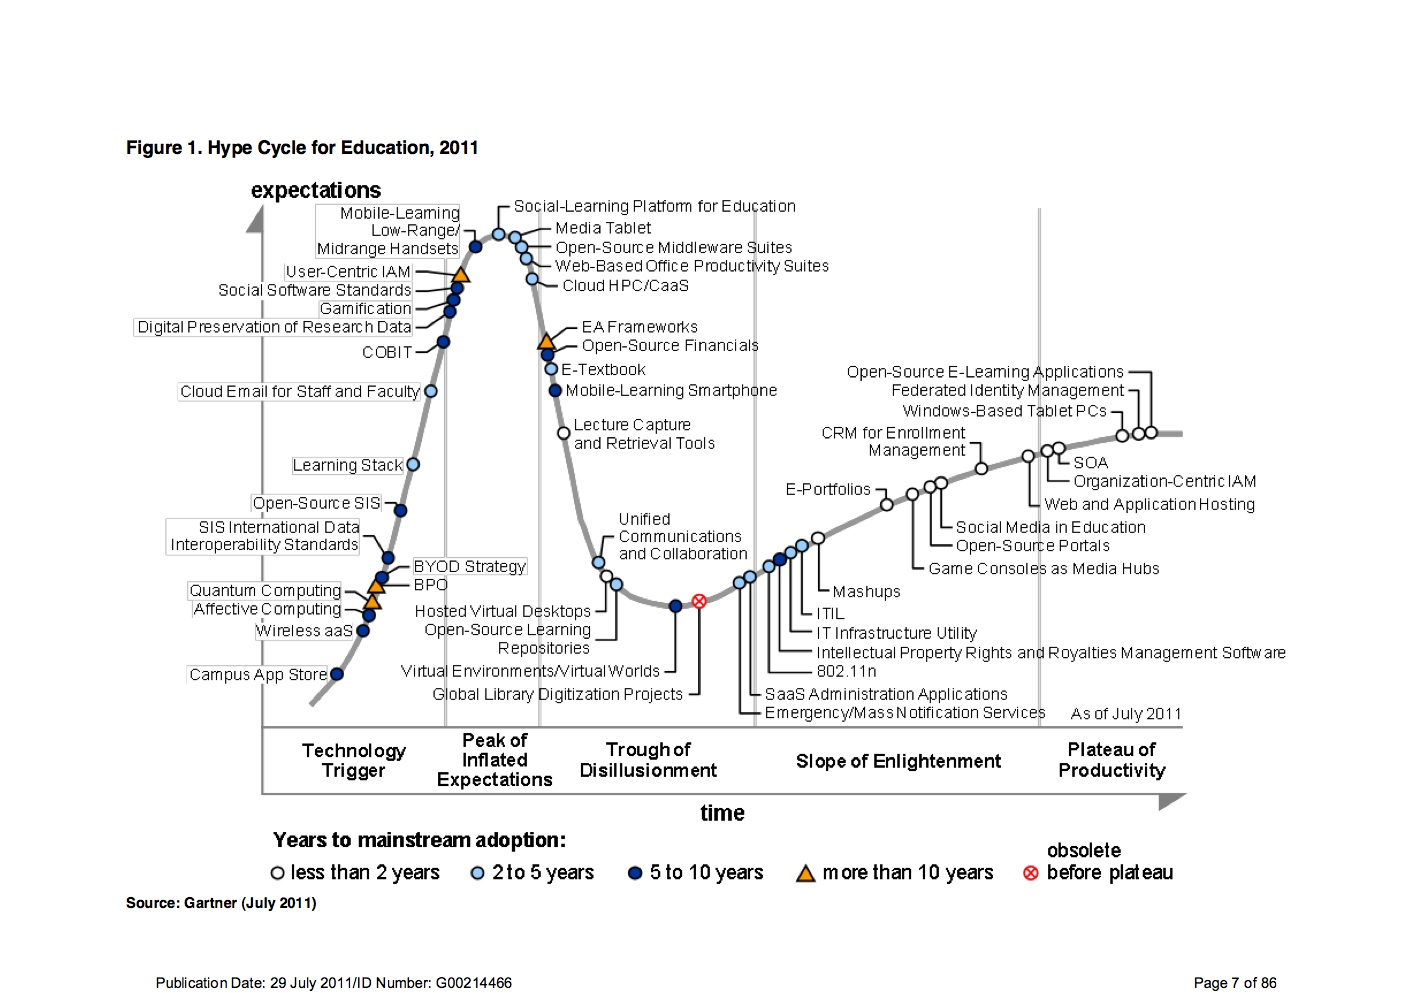 Figure 1. Hype Cycle for Education, 2011
expectations
Social-Learning Platform for Education
Mobile-Learning
Low-Range/
Midrange Handsets
Media Tablet
Open-Source Middleware Suites
Web-Based Office Productivity Suites
Cloud HPC/CaaS
User-Centric IAM
Social Software Standards
Gamification
Digital Preservation of Research Data
COBIT
Cloud Email for Staff and Faculty
Learning Stack
Open-Source SIS
SIS International Data
Interoperability Standards
BYOD Strategy
BPO
Quantum Computing
Affective Computing
Wireless aaS
Campus App Store
EA Frameworks
Open-Source Financials
E-Textbook
Mobile-Learning Smartphone
Lecture Capture
and Retrieval Tools
Unified
Communications
and Collaboration
Hosted Virtual Desktops
Open-Source Learning
Repositories
Virtual Environments/Virtual Worlds
Global Library Digitization Projects
Open-Source E-Learning Applications
Federated Identity Management
Windows-Based Tablet PCs
CRM for Enrollment
Management
E-Portfolios
SOA
Organization-Centric IAM
Web and Application Hosting
Social Media in Education
Open-Source Portals
Game Consoles as Media Hubs
Mashups
ITIL
IT Infrastructure Utility
Intellectual Property Rights and Royalties Management Software
802.11n
SaaS Administration Applications
Emergency/Mass Notification Services
As of July 2011
Technology
Trigger
Peak of
Inflated
Expectations
Trough of
Disillusionment
Slope of Enlightenment
Plateau of
Productivity
time
Years to mainstream adoption:
less than 2 years
2 to 5 years
5 to 10 years
more than 10 years
obsolete
before plateau
Source: Gartner (July 2011)
Publication Date: 29 July 2011/ID Number: G00214466
Page 7 of 86